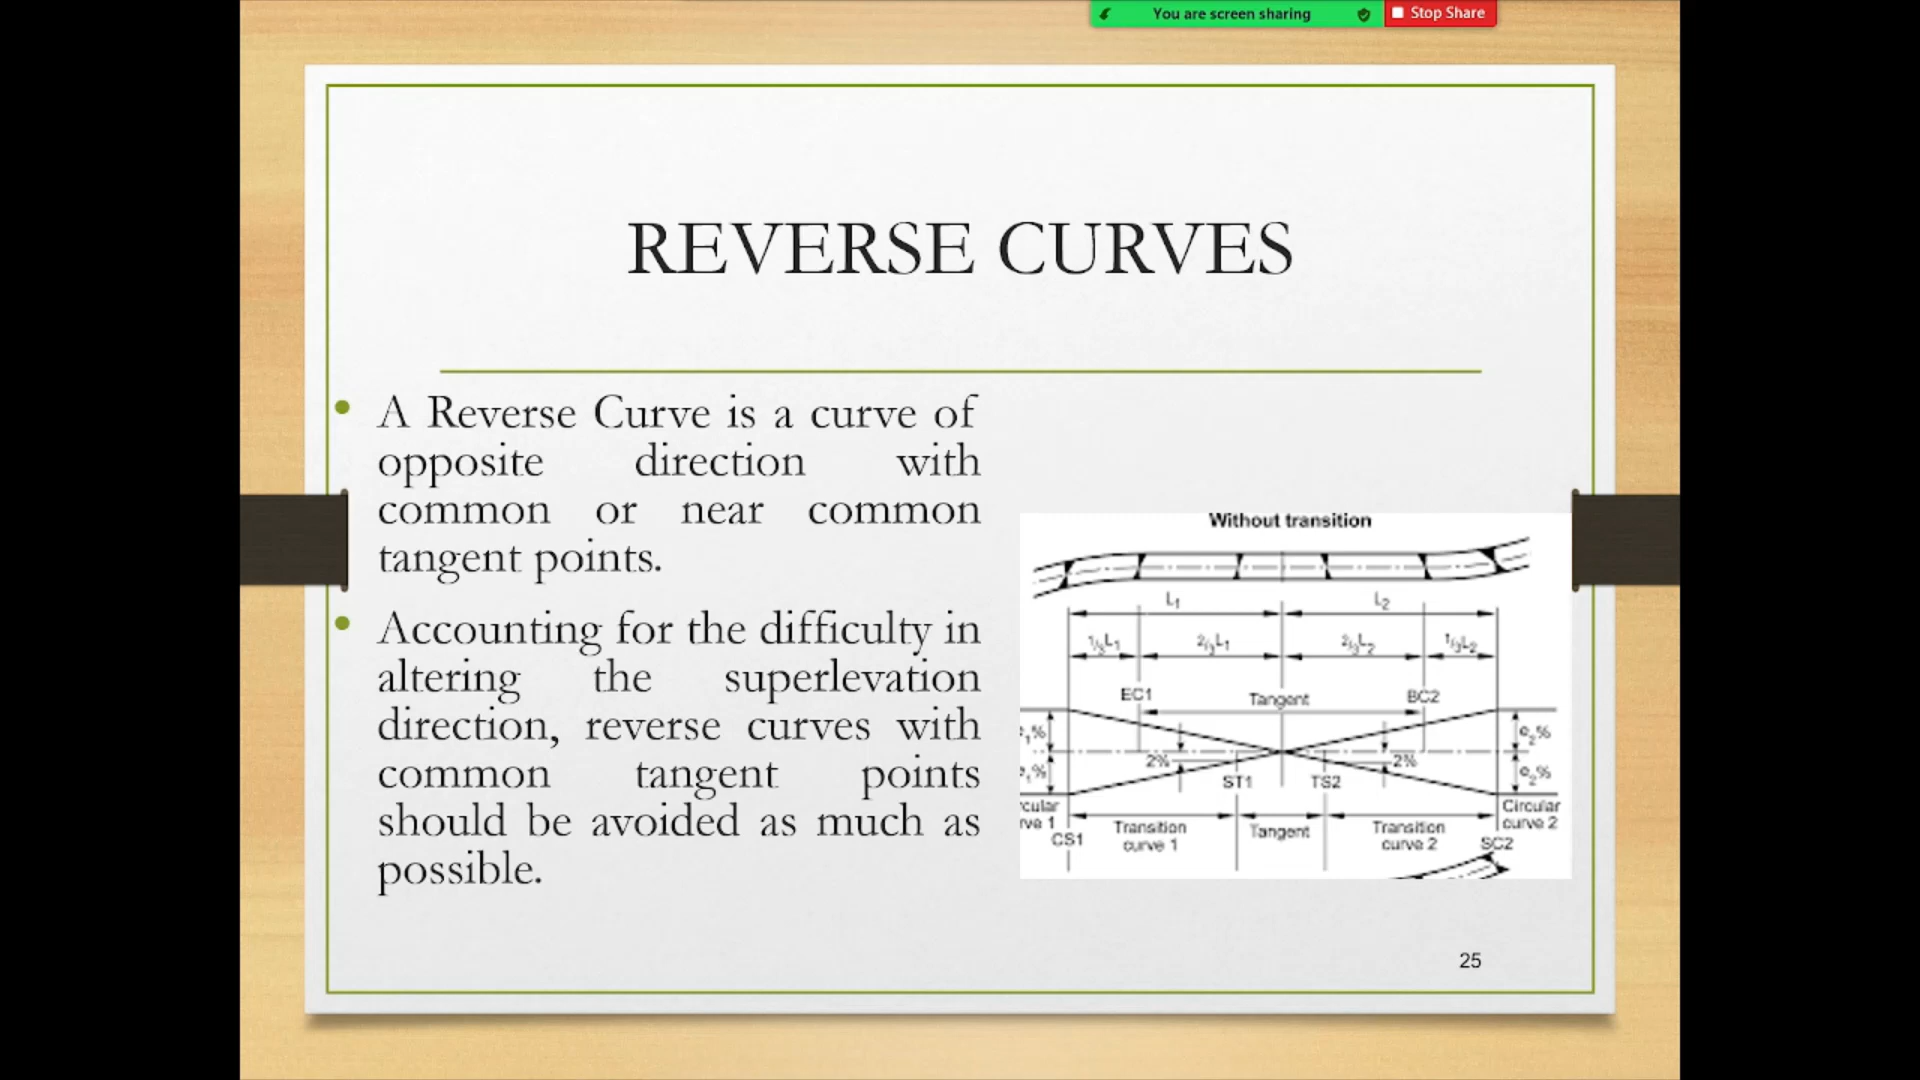 You are screen sharing
Stop Share
REVERSE CURVES
A Reverse Curve is a curve of
opposite direction with
common or near common
tangent points.
Accounting for the difficulty in
altering the superlevation
direction, reverse curves with
common tangent points
should be avoided as much as
possible.
Without transition
L1 L2
1/3L1 2/3L1 2/3L2 1/3L2
EC1 Tangent BC2
e2%
2% 2%
e2%
ST1 TS2
Circular
curve 2
Transition
curve 1
Tangent
Transition
curve 2
CS1 SC2
25